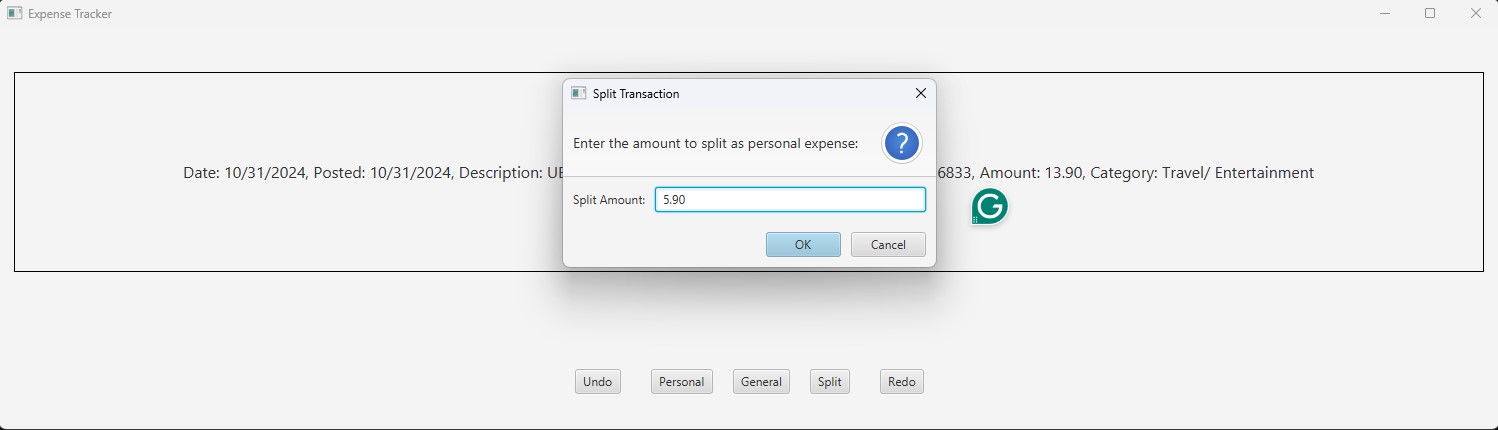 Expense Tracker
Split Transaction
Enter the amount to split as personal expense:
?
Date: 10/31/2024, Posted: 10/31/2024, Description: UE
6833, Amount: 13.90, Category: Travel/ Entertainment
Split Amount: 5.90
G
OK Cancel
Undo Personal General Split Redo